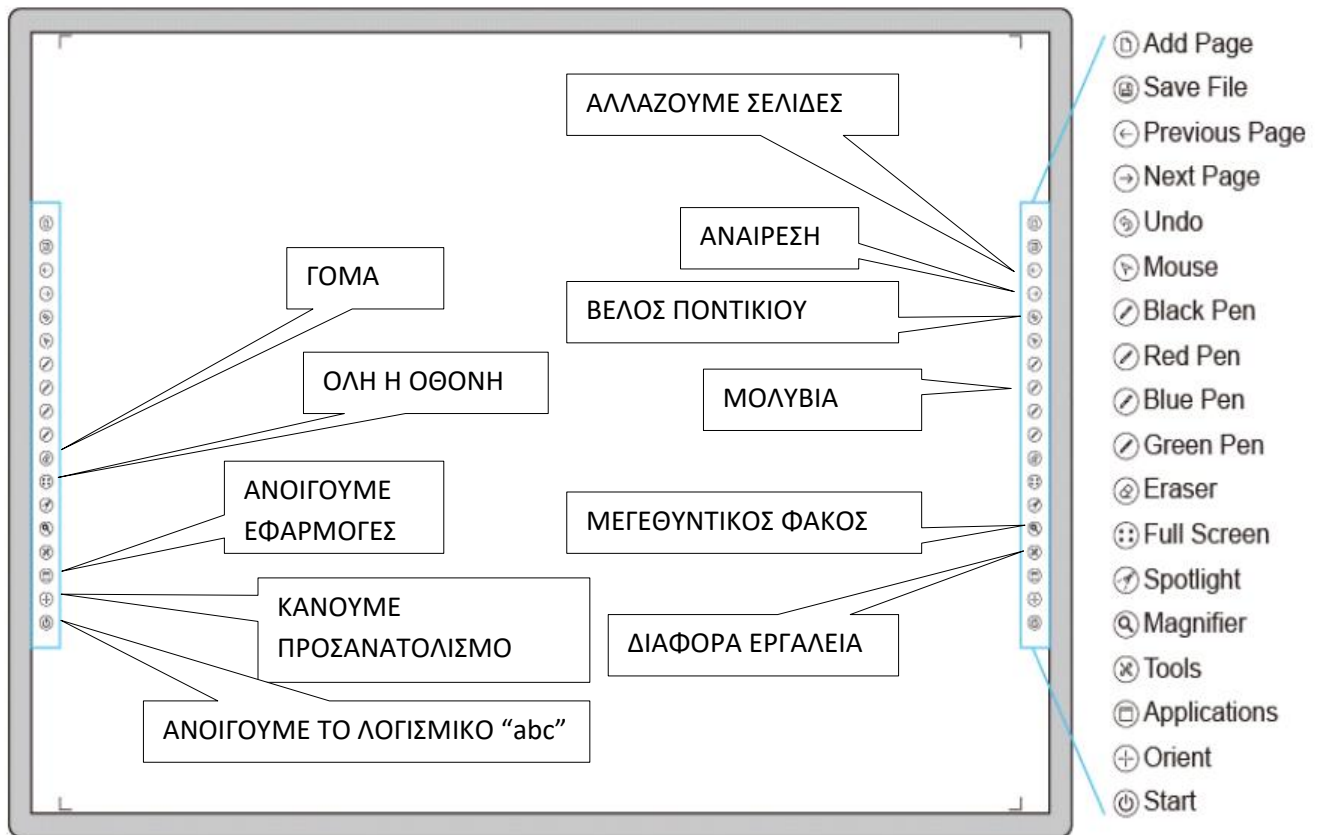 ΑΛΛΑΖΟΥΜΕ ΣΕΛΙΔΕΣ
ΑΝΑΙΡΕΣΗ
ΓΟΜΑ
ΒΕΛΟΣ ΠΟΝΤΙΚΙΟΥ
ΟΛΗ Η ΟΘΟΝΗ
ΜΟΛΥΒΙΑ
ΑΝΟΙΓΟΥΜΕ
ΕΦΑΡΜΟΓΕΣ
ΜΕΓΕΘΥΝΤΙΚΟΣ ΦΑΚΟΣ
ΚΑΝΟΥΜΕ
ΠΡΟΣΑΝΑΤΟΛΙΣΜΟ
ΔΙΑΦΟΡΑ ΕΡΓΑΛΕΙΑ
ΑΝΟΙΓΟΥΜΕ ΤΟ ΛΟΓΙΣΜΙΚΟ “abc”
Add Page
Save File
Previous Page
Next Page
Undo
Mouse
Black Pen
Red Pen
Blue Pen
Green Pen
Eraser
Full Screen
Spotlight
Magnifier
Tools
Applications
Orient
Start